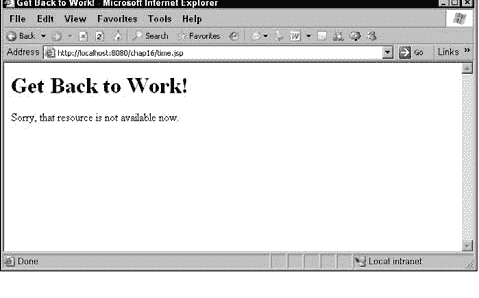 Get Back to Work! - Microsoft Internet Explorer
File Edit View Favorites Tools Help
Back Search Favorites
Address http://localhost:8080/chap16/time.jsp Go Links »
Get Back to Work!
Sorry, that resource is not available now.
Done Local intranet